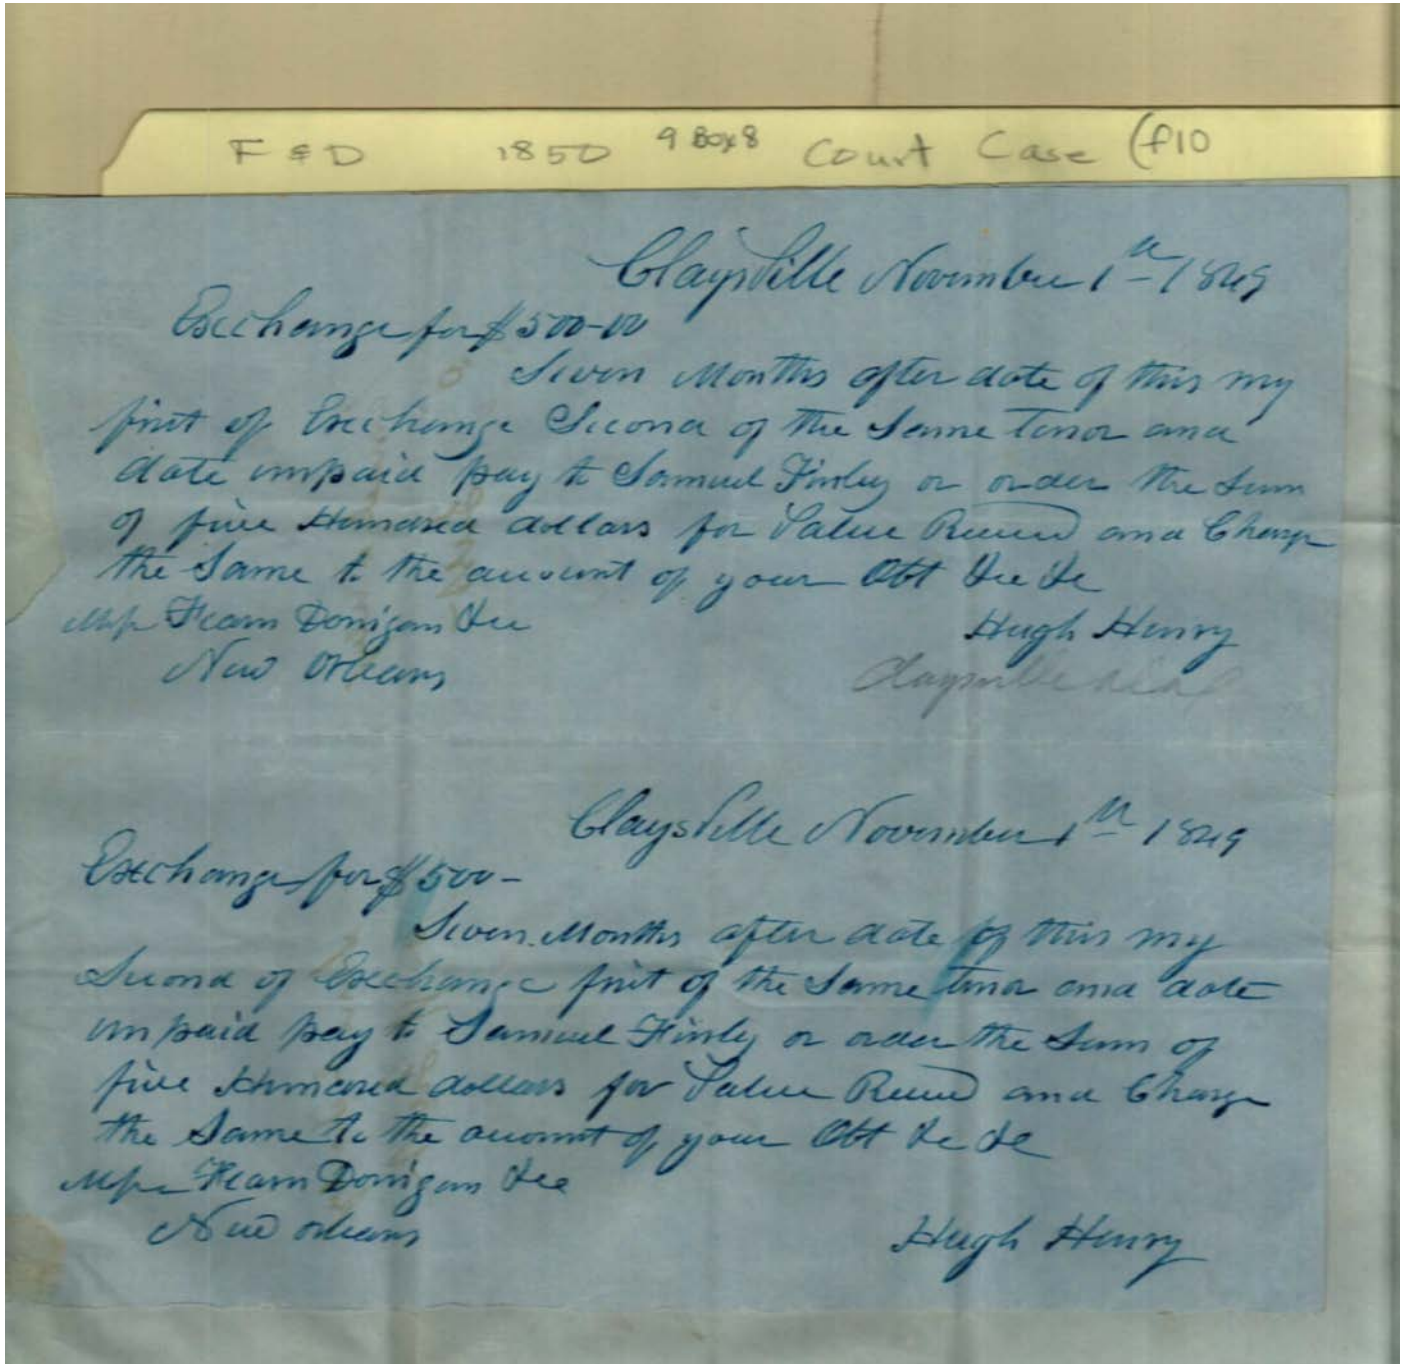 F & D 1850 9 Box 8 Court Case (f10
Claysville November 1st 1849
Exchange for $500-00
Seven Months after date of this my
first of Exchange Second of the Same Tenor and
date unpaid pay to Samuel Finley or order the Sum
of five Hundred dollars for Value Received and Charge
the Same to the account of your Obt
Fearn Donigan &co
Hugh Henry
New Orleans
Claysville
Claysville November 1st 1849
Exchange for $500-
Seven Months after date of this my
Second of Exchange first of the Same tenor and date
unpaid pay to Samuel Finley or order the Sum of
five Hundred dollars for Value Received and Charge
the Same to the account of your Obt
Fearn Donigan &co
New Orleans
Hugh Henry